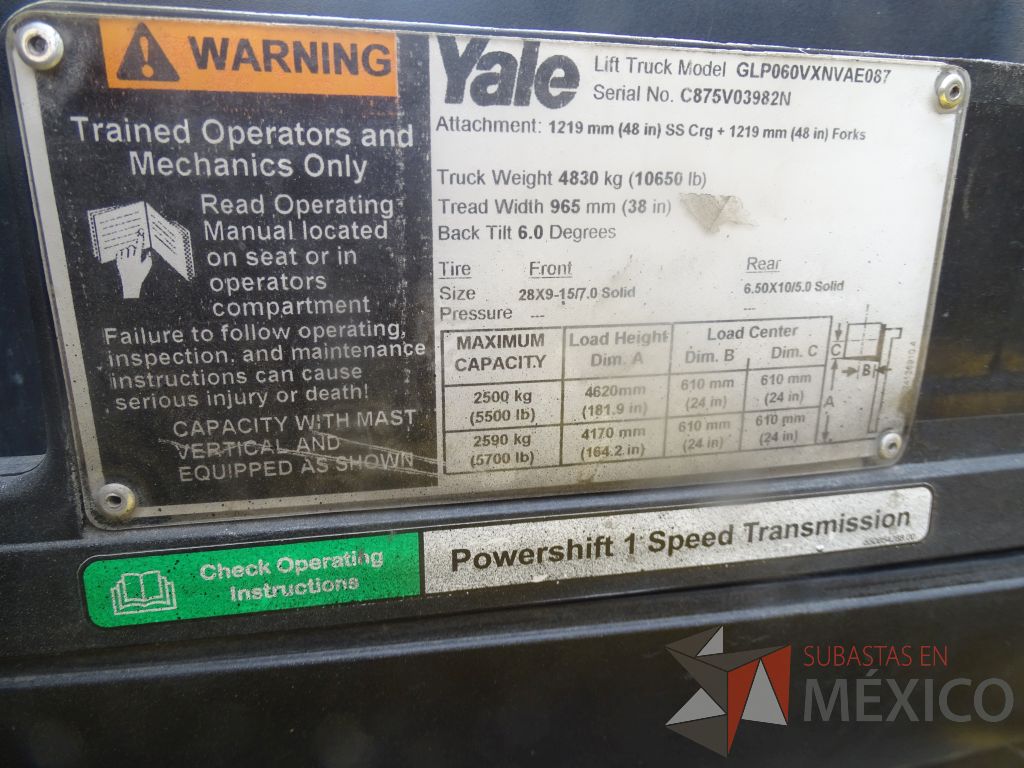 WARNING
Trained Operators and
Mechanics Only
Read Operating
Manual located
on seat or in
operators
compartment
Failure to follow operating,
inspection, and maintenance
instructions can cause
serious injury or death!
CAPACITY WITH MAST
VERTICAL AND
EQUIPPED AS SHOWN
Yale
Lift Truck Model GLP060VXNVAE087
Serial No. C875V03982N
Attachment: 1219 mm (48 in) SS Crg + 1219 mm (48 in) Forks
Truck Weight 4830 kg (10650 lb)
Tread Width 965 mm (38 in)
Back Tilt 6.0 Degrees
Tire Front Rear
Size 28X9-15/7.0 Solid 6.50X10/5.0 Solid
Pressure --- ---
MAXIMUM CAPACITY Load Height Dim. A Load Center Dim. B Dim. C
2500 kg (5500 lb) 4620mm (181.9 in) 610 mm (24 in) 610 mm (24 in)
2590 kg (5700 lb) 4170 mm (164.2 in) 610 mm (24 in) 610 mm (24 in)
C
B
A
Check Operating
Instructions
Powershift 1 Speed Transmission
SUBASTAS EN
MÉXICO